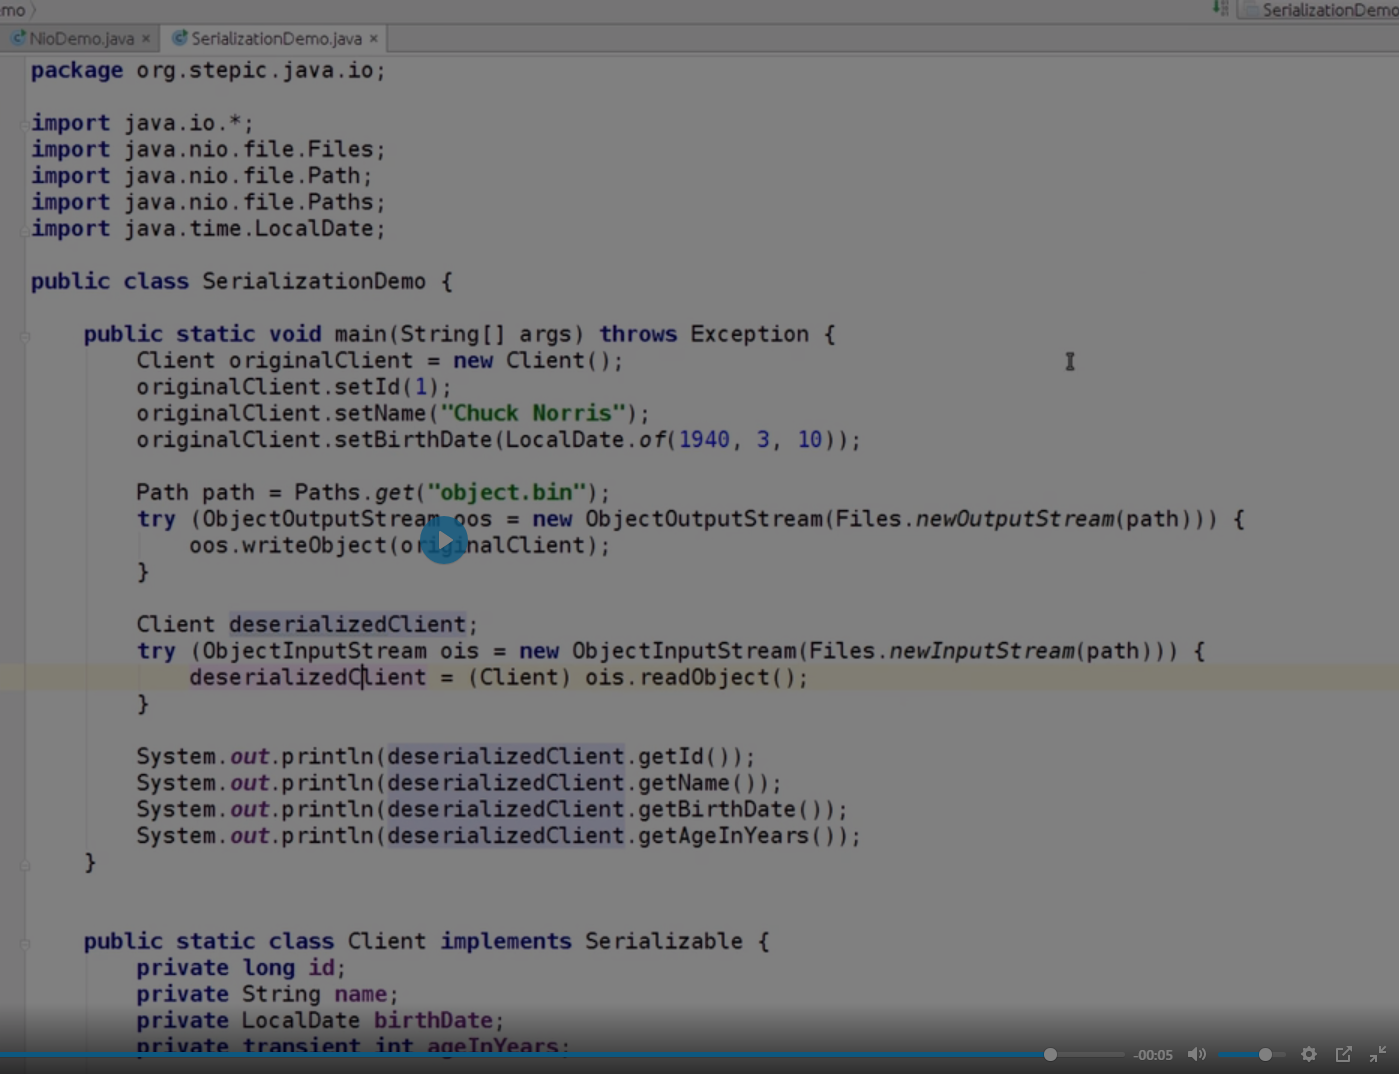 emo
SerializationDemo
NioDemo.java × SerializationDemo.java ×
package org.stepic.java.io;
import java.io.*;
import java.nio.file.Files;
import java.nio.file.Path;
import java.nio.file.Paths;
import java.time.LocalDate;
public class SerializationDemo {
public static void main(String[] args) throws Exception {
Client originalClient = new Client();
originalClient.setId(1);
originalClient.setName("Chuck Norris");
originalClient.setBirthDate(LocalDate.of(1940, 3, 10));
Path path = Paths.get("object.bin");
try (ObjectOutputStream oos = new ObjectOutputStream(Files.newOutputStream(path))) {
oos.writeObject(originalClient);
}
Client deserializedClient;
try (ObjectInputStream ois = new ObjectInputStream(Files.newInputStream(path))) {
deserializedClient = (Client) ois.readObject();
}
System.out.println(deserializedClient.getId());
System.out.println(deserializedClient.getName());
System.out.println(deserializedClient.getBirthDate());
System.out.println(deserializedClient.getAgeInYears());
}
public static class Client implements Serializable {
private long id;
private String name;
private LocalDate birthDate;
private transient int ageInYears;
-00:05